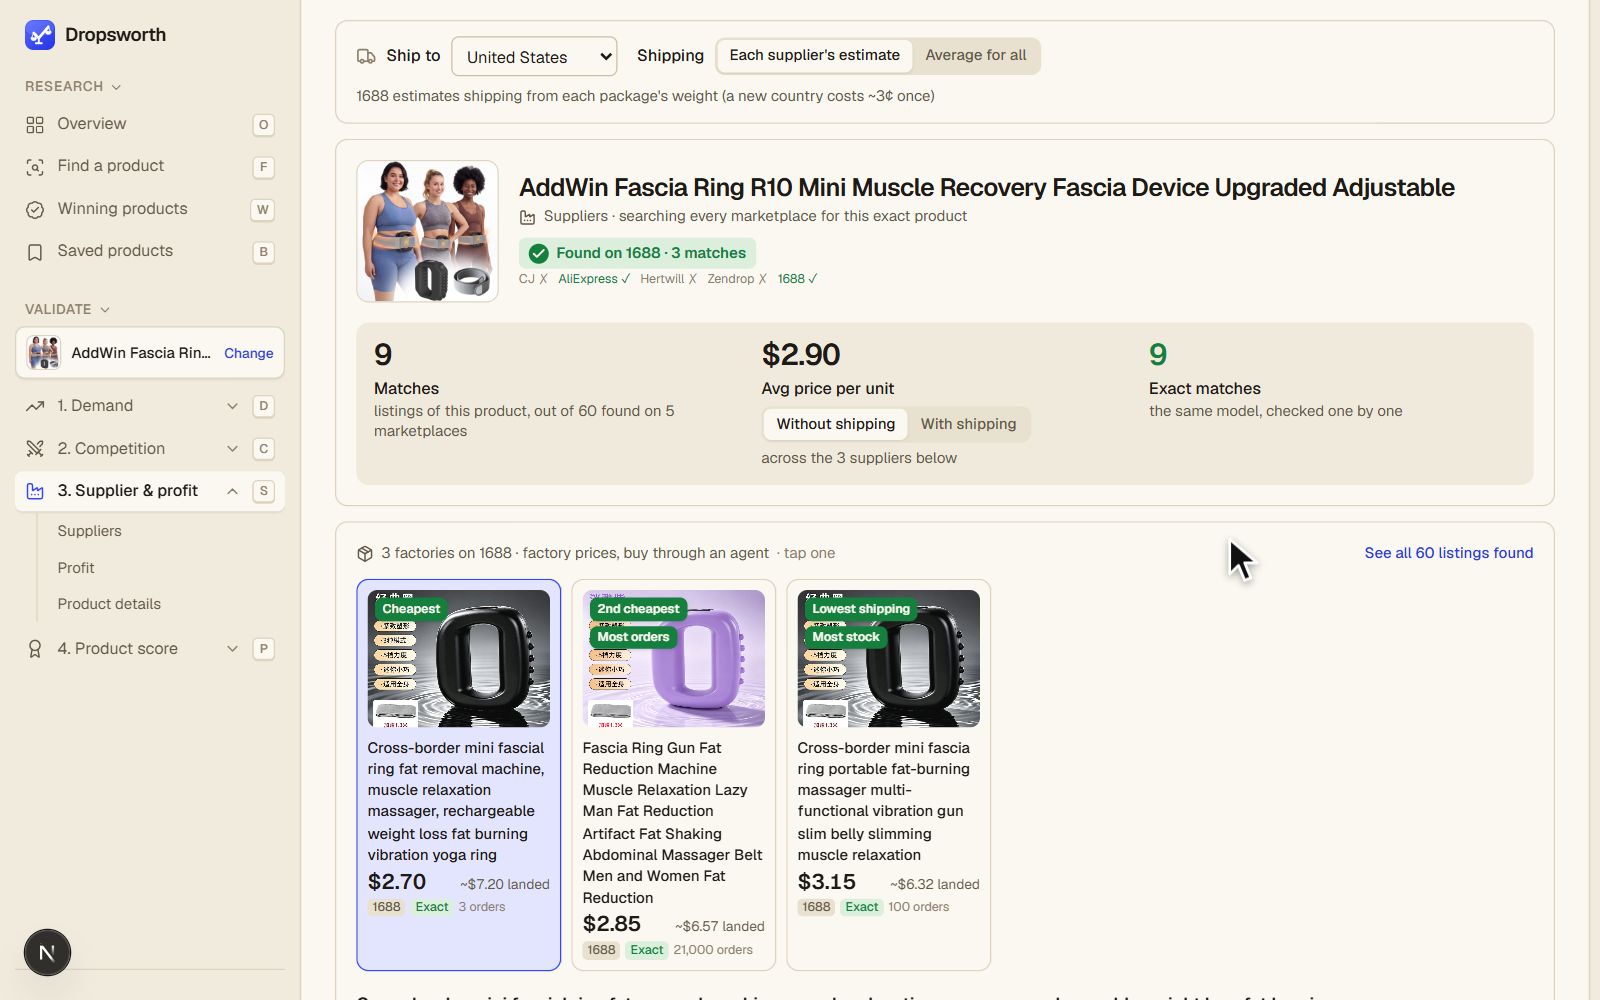 Dropsworth
RESEARCH
Overview
O
Find a product
F
Winning products
W
Saved products
B
VALIDATE
AddWin Fascia Rin...
Change
1. Demand
D
2. Competition
C
3. Supplier & profit
S
Suppliers
Profit
Product details
4. Product score
P
N
Ship to
United States
Shipping
Each supplier's estimate
Average for all
1688 estimates shipping from each package's weight (a new country costs ~3¢ once)
AddWin Fascia Ring R10 Mini Muscle Recovery Fascia Device Upgraded Adjustable
Suppliers · searching every marketplace for this exact product
Found on 1688 · 3 matches
CJ ✗ AliExpress ✓ Hertwill ✗ Zendrop ✗ 1688 ✓
9
Matches
listings of this product, out of 60 found on 5
marketplaces
$2.90
Avg price per unit
Without shipping
With shipping
across the 3 suppliers below
9
Exact matches
the same model, checked one by one
3 factories on 1688 · factory prices, buy through an agent · tap one
See all 60 listings found
Cheapest
Cross-border mini fascial
ring fat removal machine,
muscle relaxation
massager, rechargeable
weight loss fat burning
vibration yoga ring
$2.70
~$7.20 landed
1688 Exact 3 orders
2nd cheapest
Most orders
Fascia Ring Gun Fat
Reduction Machine
Muscle Relaxation Lazy
Man Fat Reduction
Artifact Fat Shaking
Abdominal Massager Belt
Men and Women Fat
Reduction
$2.85
~$6.57 landed
1688 Exact 21,000 orders
Lowest shipping
Most stock
Cross-border mini fascia
ring portable fat-burning
massager multi-
functional vibration gun
slim belly slimming
muscle relaxation
$3.15
~$6.32 landed
1688 Exact 100 orders